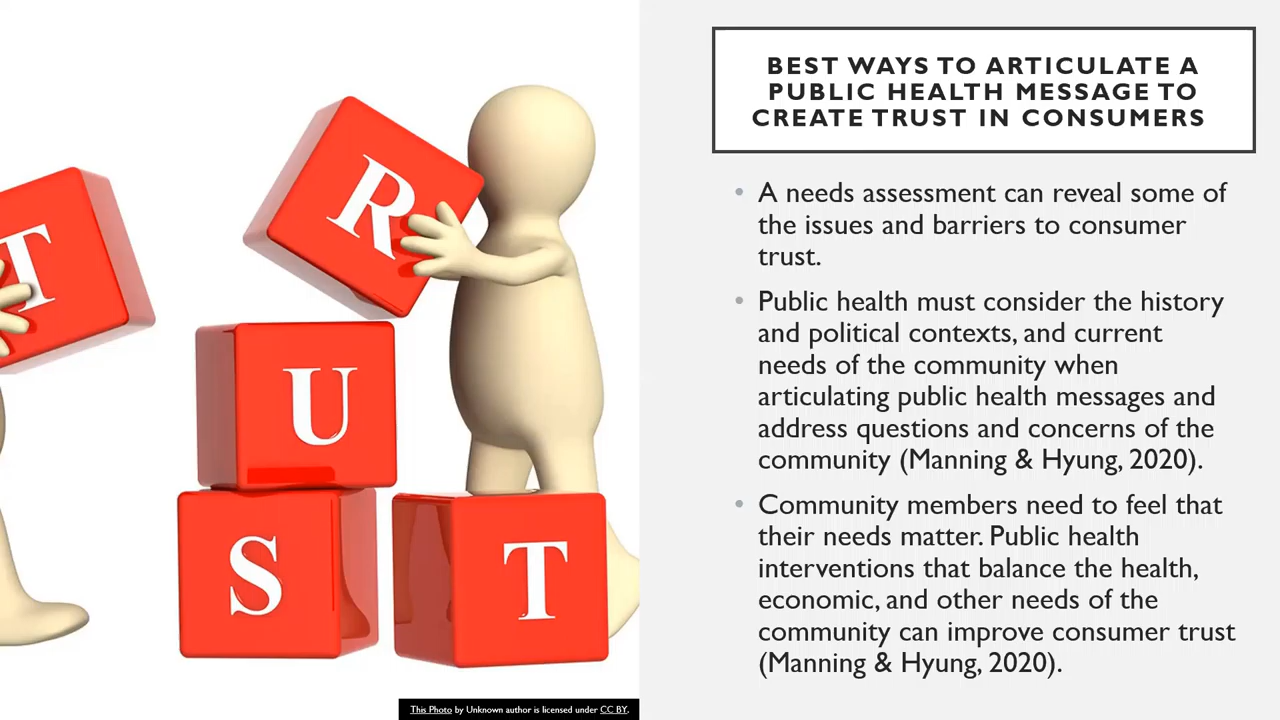 T
R
U
S
T
BEST WAYS TO ARTICULATE A
PUBLIC HEALTH MESSAGE TO
CREATE TRUST IN CONSUMERS
• A needs assessment can reveal some of
the issues and barriers to consumer
trust.
• Public health must consider the history
and political contexts, and current
needs of the community when
articulating public health messages and
address questions and concerns of the
community (Manning & Hyung, 2020).
• Community members need to feel that
their needs matter. Public health
interventions that balance the health,
economic, and other needs of the
community can improve consumer trust
(Manning & Hyung, 2020).
This Photo by Unknown author is licensed under CC BY.